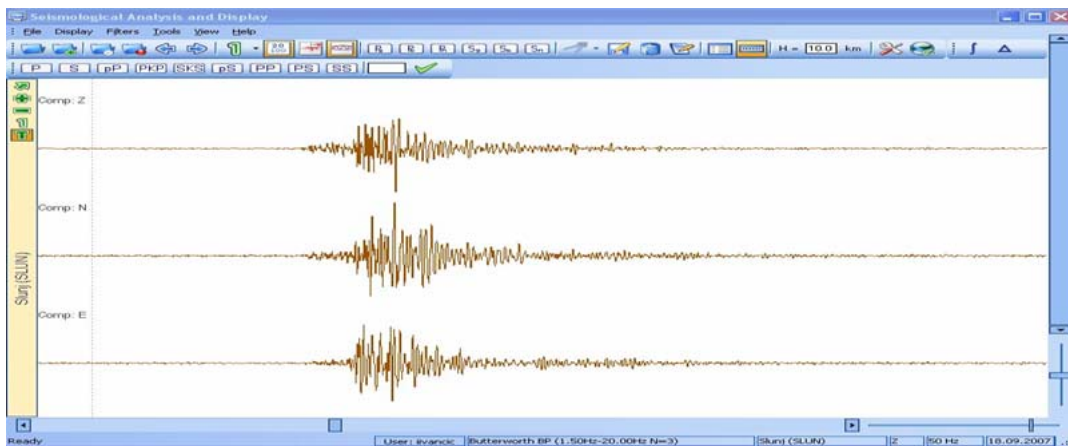 Seismological Analysis and Display
File Display Filters Tools View Help
H = 10.0 km
P S pP PKP SKS pS PP PS SS
Comp: Z
Comp: N
Slunj (SLUN)
Comp: E
Ready User: iivancic Butterworth BP (1.50Hz-20.00Hz N=3) Slunj (SLUN) Z 50 Hz 18.09.2007